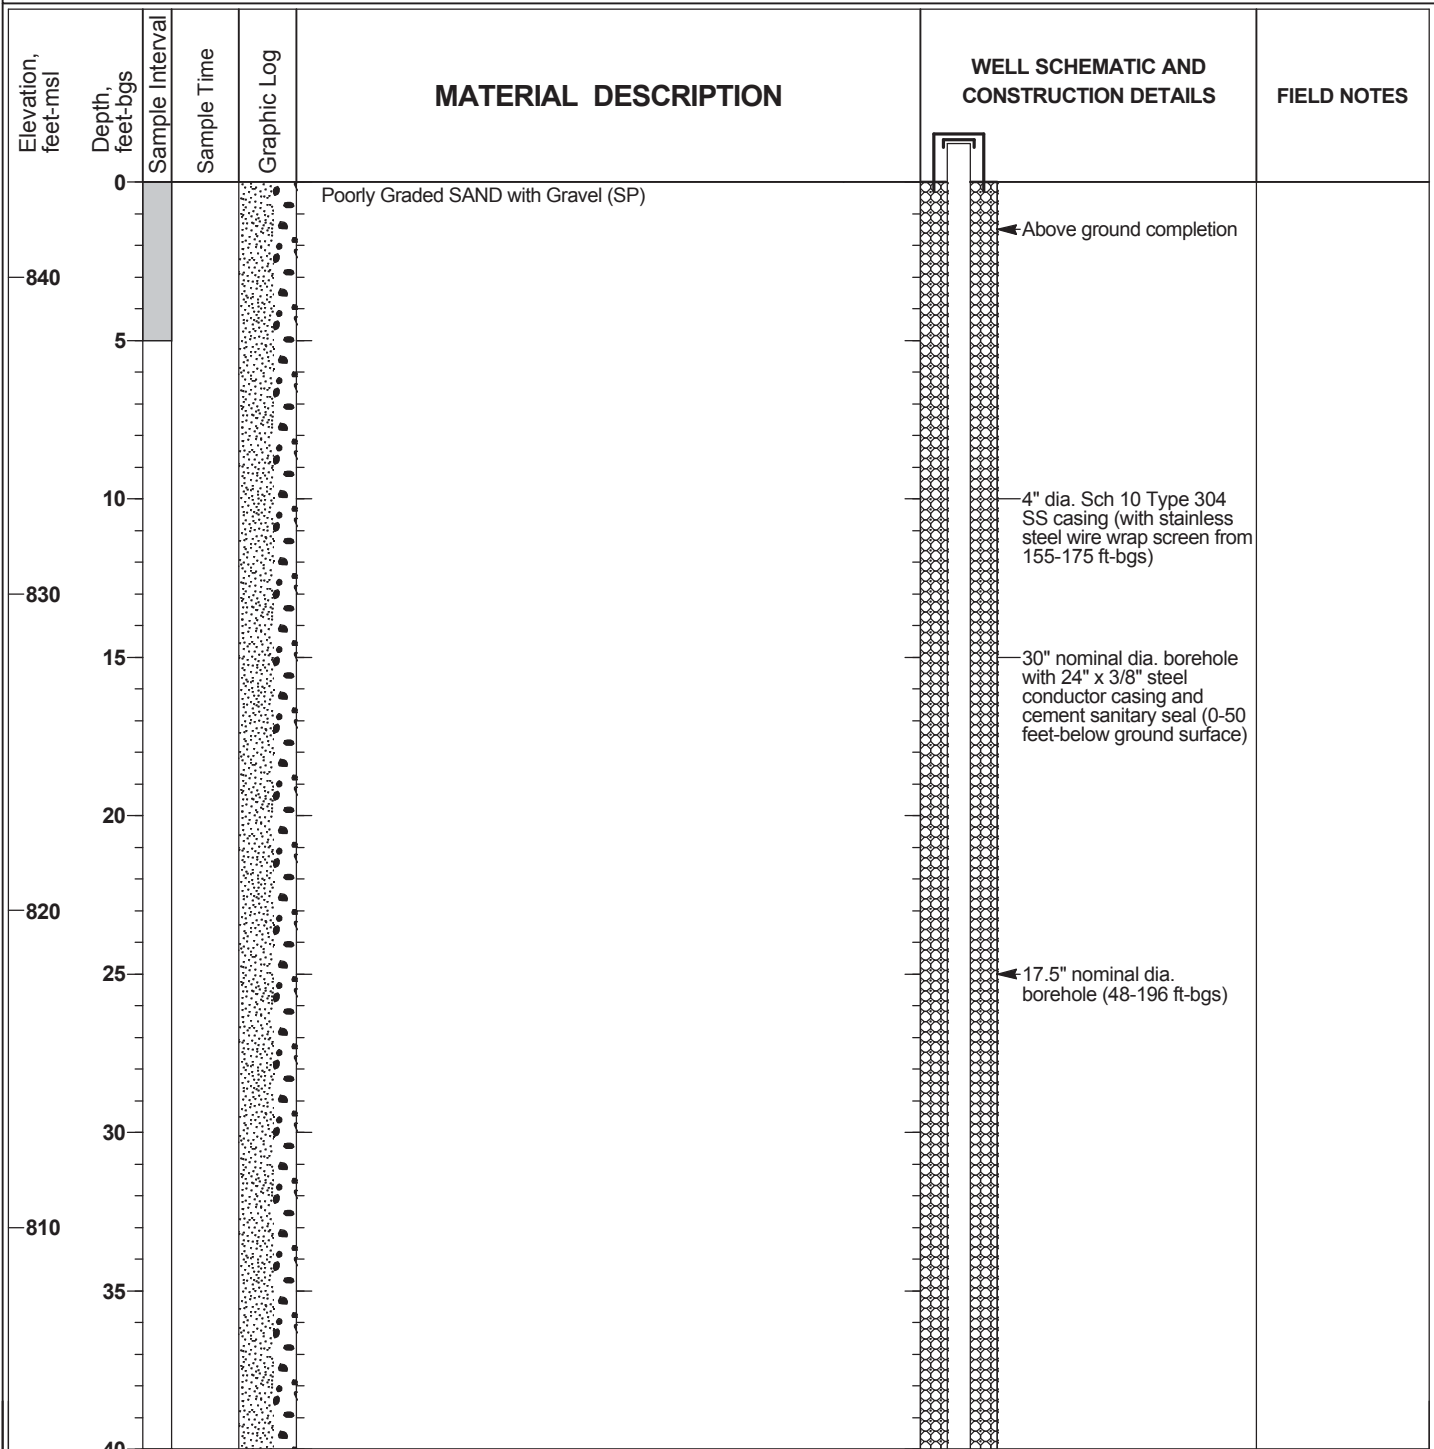 Elevation,
feet-msl
Depth,
feet-bgs
Sample Interval
Sample Time
Graphic Log
MATERIAL DESCRIPTION
WELL SCHEMATIC AND
CONSTRUCTION DETAILS
FIELD NOTES
0
Poorly Graded SAND with Gravel (SP)
Above ground completion
840
5
10
4" dia. Sch 10 Type 304
SS casing (with stainless
steel wire wrap screen from
155-175 ft-bgs)
830
15
30" nominal dia. borehole
with 24" x 3/8" steel
conductor casing and
cement sanitary seal (0-50
feet-below ground surface)
20
820
25
17.5" nominal dia.
borehole (48-196 ft-bgs)
30
810
35
40